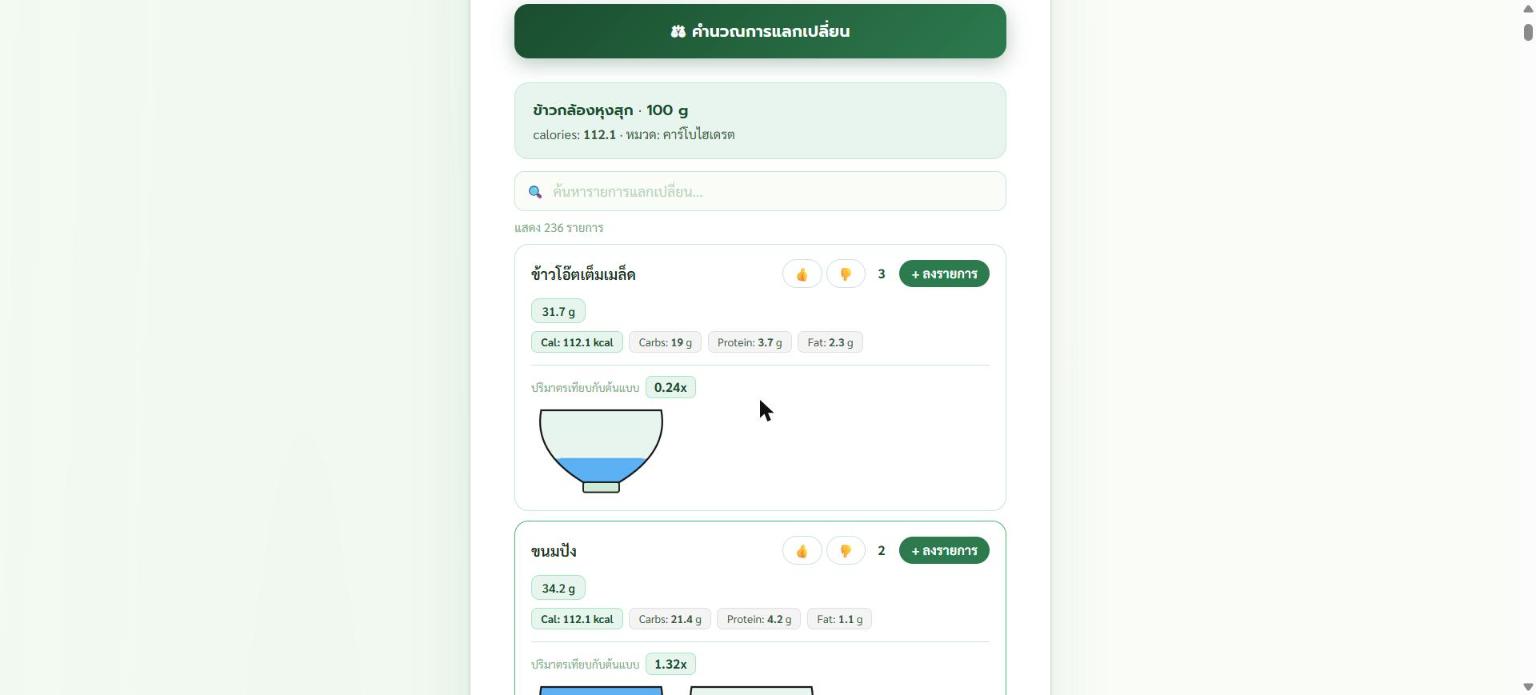 คำนวณการแลกเปลี่ยน
ข้าวกล้องหุงสุก · 100 g
calories: 112.1 · หมวด: คาร์โบไฮเดรต
ค้นหารายการแลกเปลี่ยน...
แสดง 236 รายการ
ข้าวโอ๊ตเต็มเมล็ด 3 + ลงรายการ
31.7 g
Cal: 112.1 kcal Carbs: 19 g Protein: 3.7 g Fat: 2.3 g
ปริมาตรเทียบกับต้นแบบ 0.24x
ขนมปัง 2 + ลงรายการ
34.2 g
Cal: 112.1 kcal Carbs: 21.4 g Protein: 4.2 g Fat: 1.1 g
ปริมาตรเทียบกับต้นแบบ 1.32x